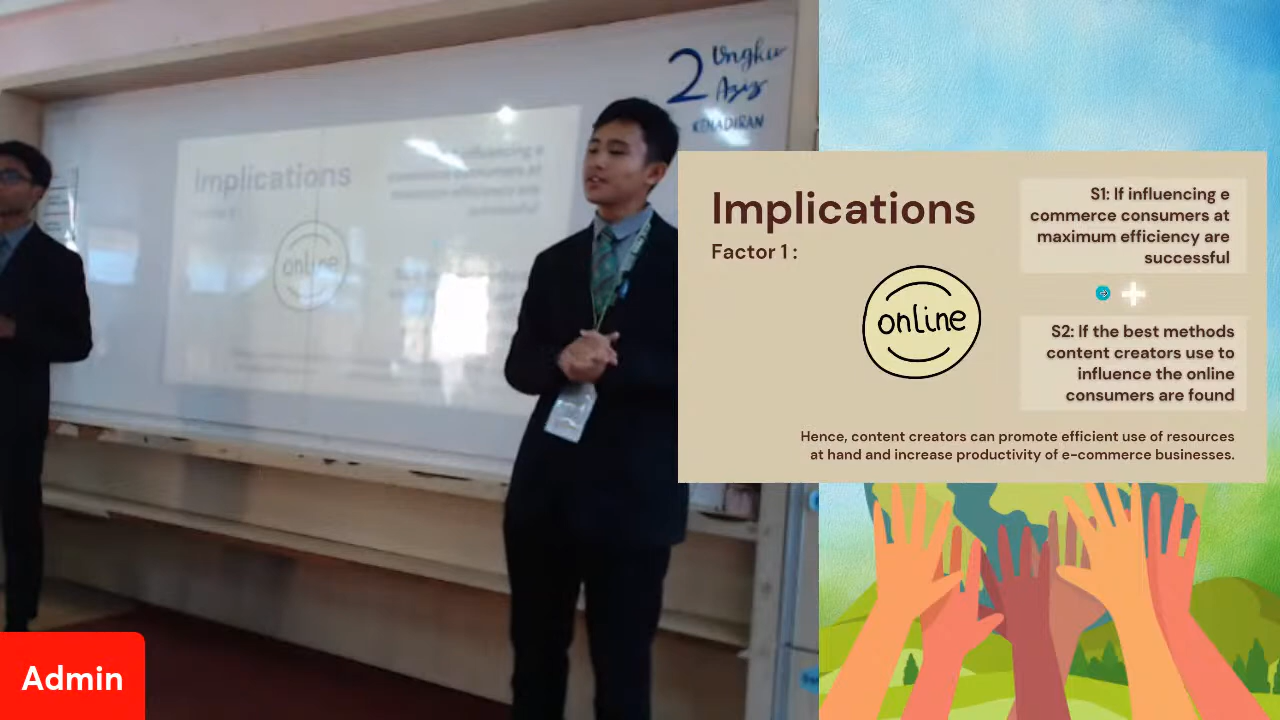 2 Ungku
Aziz
KEHADIRAN
Implications
online
Implications
Factor 1 :
online
S1: If influencing e
commerce consumers at
maximum efficiency are
successful
S2: If the best methods
content creators use to
influence the online
consumers are found
Hence, content creators can promote efficient use of resources
at hand and increase productivity of e-commerce businesses.
Admin